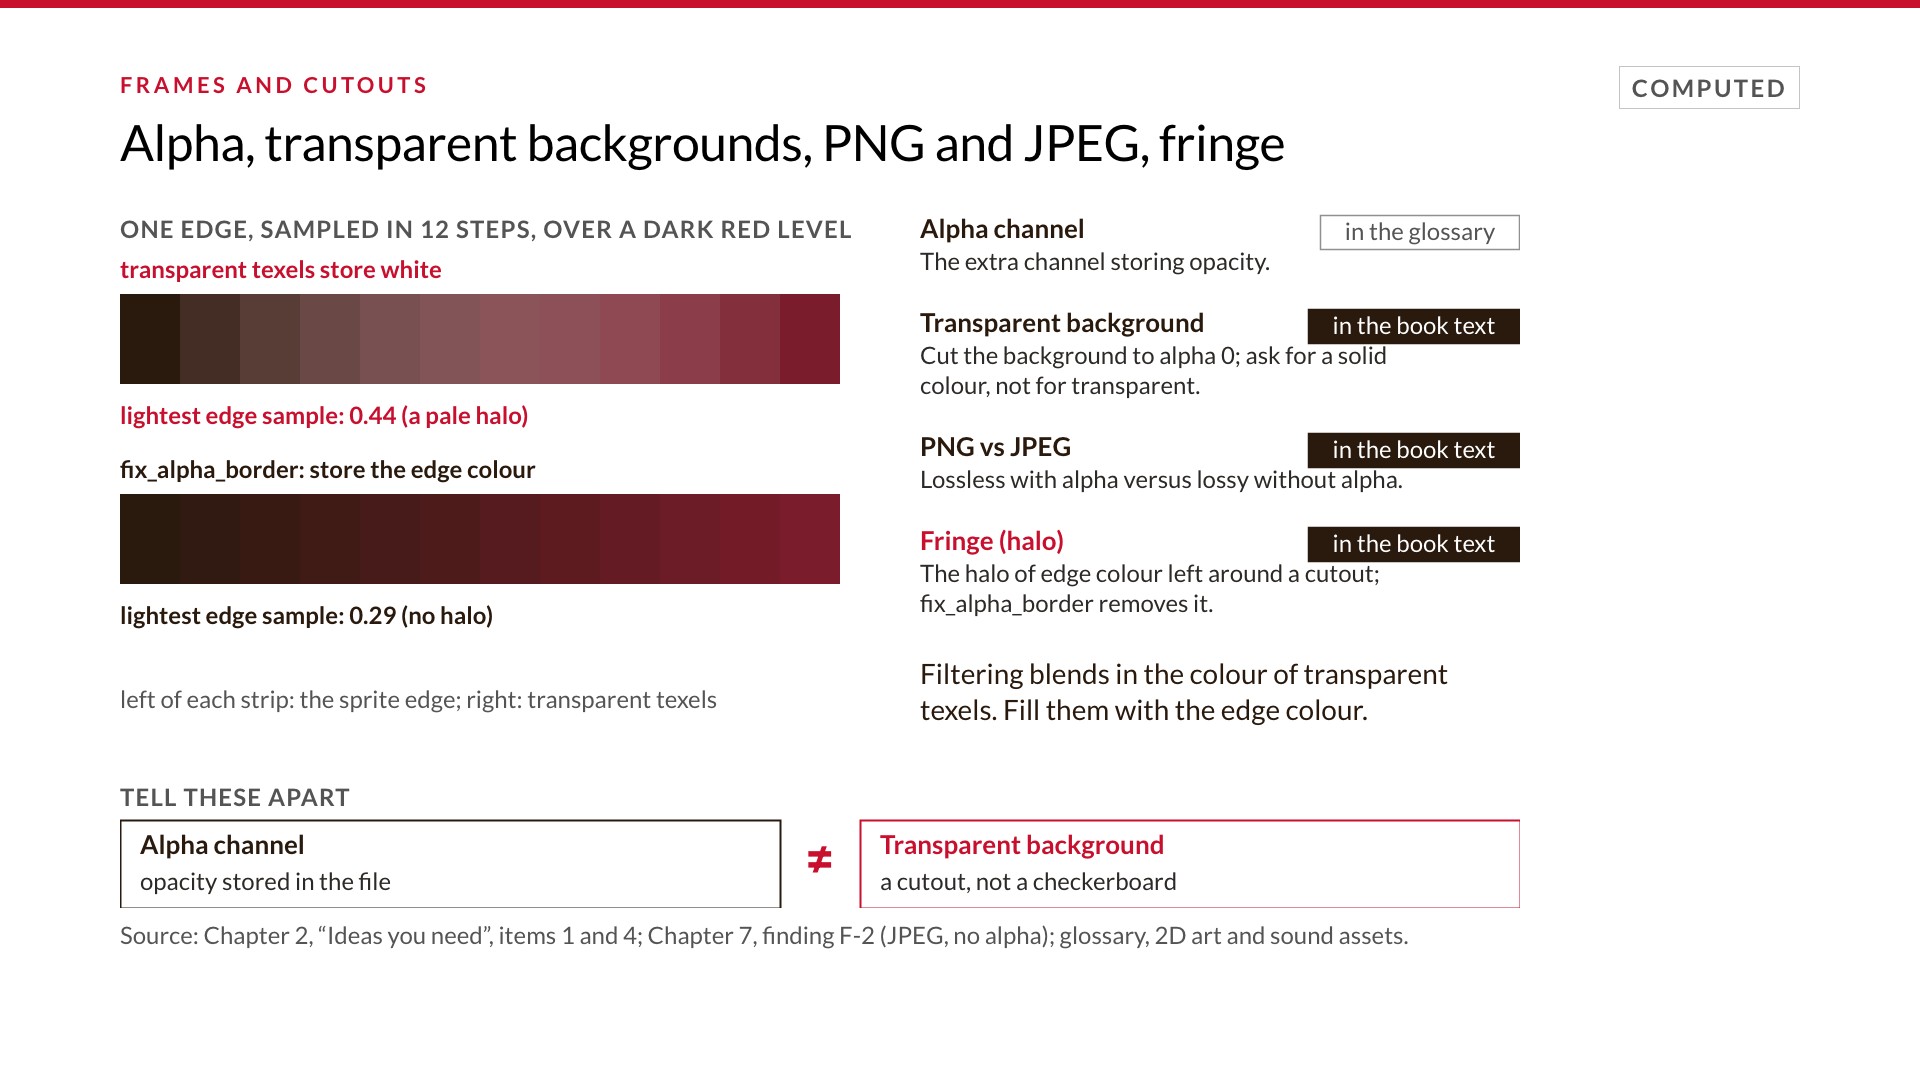 FRAMES AND CUTOUTS
COMPUTED
Alpha, transparent backgrounds, PNG and JPEG, fringe
ONE EDGE, SAMPLED IN 12 STEPS, OVER A DARK RED LEVEL
transparent texels store white
lightest edge sample: 0.44 (a pale halo)
fix_alpha_border: store the edge colour
lightest edge sample: 0.29 (no halo)
left of each strip: the sprite edge; right: transparent texels
Alpha channel
in the glossary
The extra channel storing opacity.
Transparent background
in the book text
Cut the background to alpha 0; ask for a solid
colour, not for transparent.
PNG vs JPEG
in the book text
Lossless with alpha versus lossy without alpha.
Fringe (halo)
in the book text
The halo of edge colour left around a cutout;
fix_alpha_border removes it.
Filtering blends in the colour of transparent
texels. Fill them with the edge colour.
TELL THESE APART
Alpha channel
opacity stored in the file
≠
Transparent background
a cutout, not a checkerboard
Source: Chapter 2, “Ideas you need”, items 1 and 4; Chapter 7, finding F-2 (JPEG, no alpha); glossary, 2D art and sound assets.